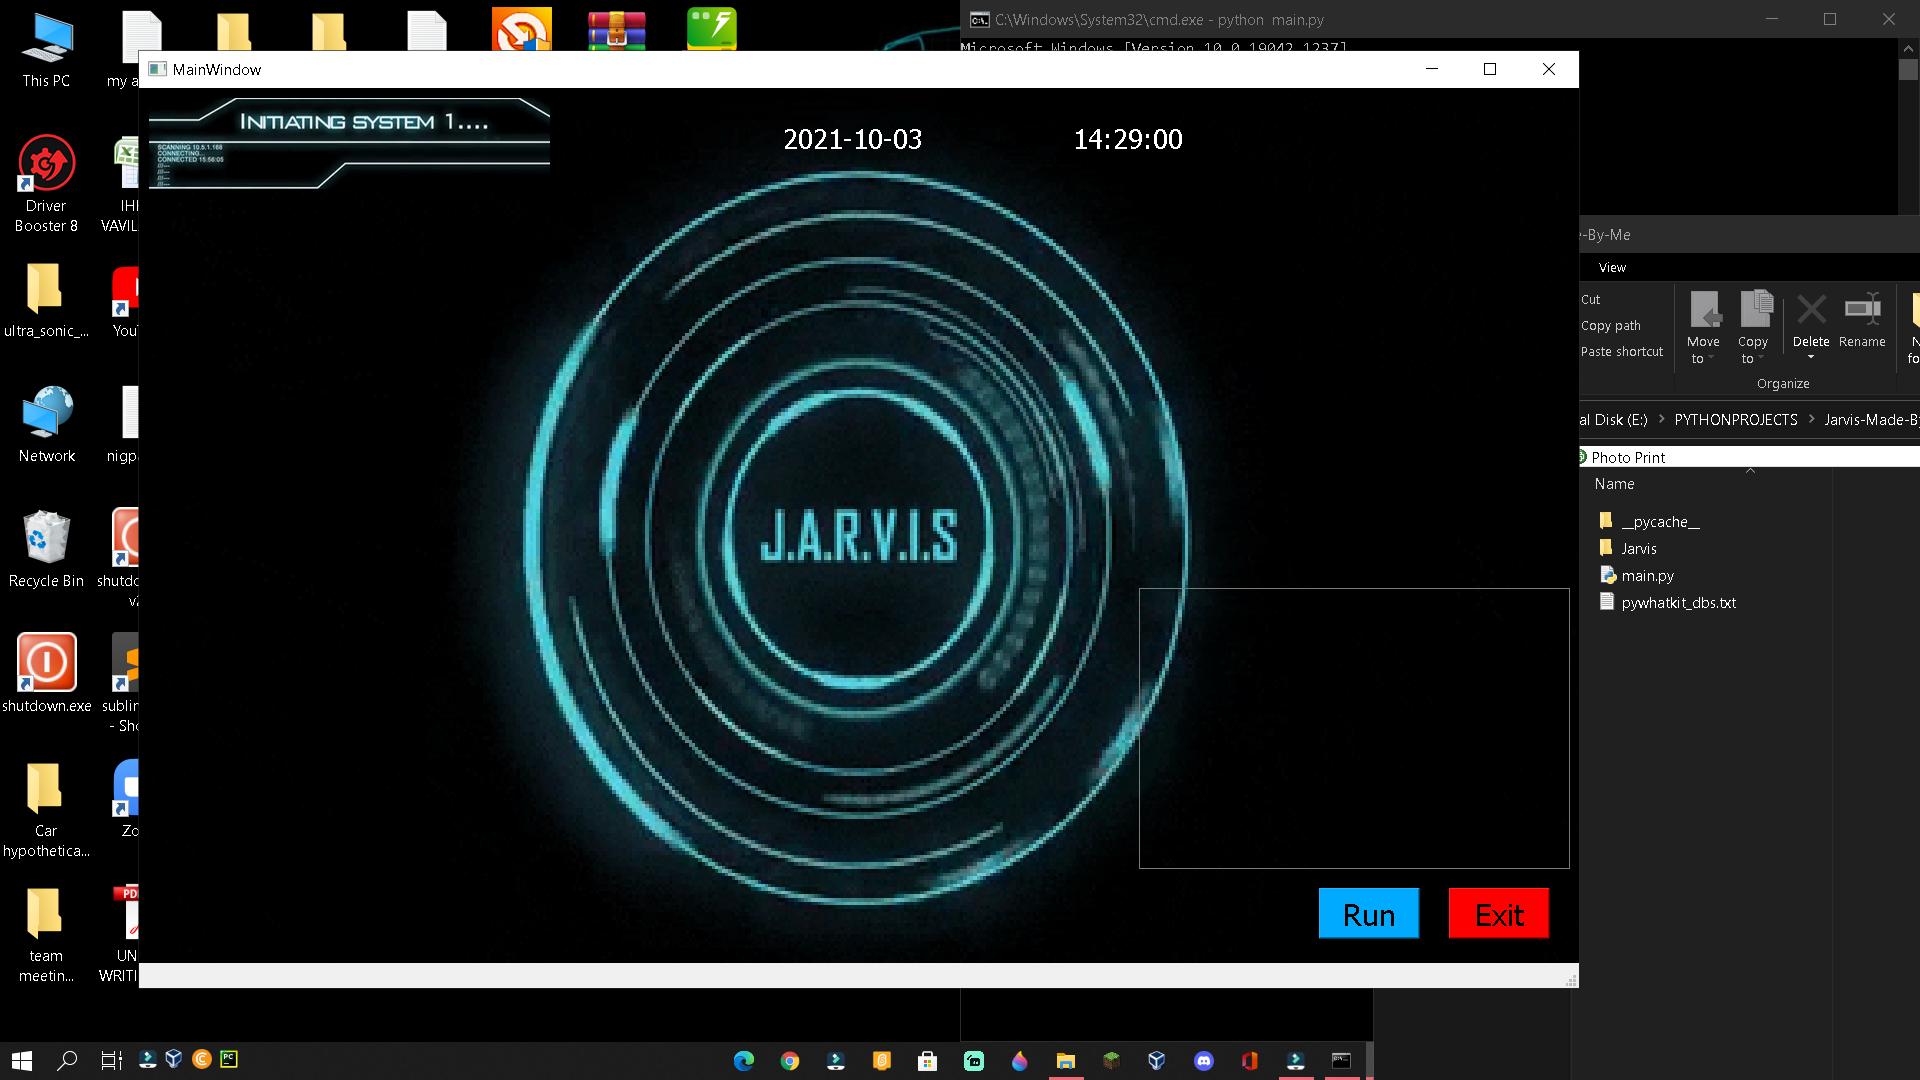 C:\Windows\System32\cmd.exe - python  main.py
Microsoft Windows [Version 10.0.19042.1237]
MainWindow
INITIATING SYSTEM 1....
SCANNING 10.5.1.168
CONNECTING...
CONNECTED 15:56:05
2021-10-03
14:29:00
J.A.R.V.I.S
Run
Exit
This PC
my a
Driver
Booster 8
IHI
VAVIL
ultra_sonic_...
You
Network
nigp
Recycle Bin
shutdo
va
shutdown.exe
sublin
- Sho
Car
hypothetica...
Zo
team
meetin...
PDF
UN
WRITI
-By-Me
View
Cut
Copy path
Paste shortcut
Move
to
Copy
to
Delete
Rename
N
fo
Organize
al Disk (E:) > PYTHONPROJECTS > Jarvis-Made-B
Photo Print
Name
__pycache__
Jarvis
main.py
pywhatkit_dbs.txt
PC